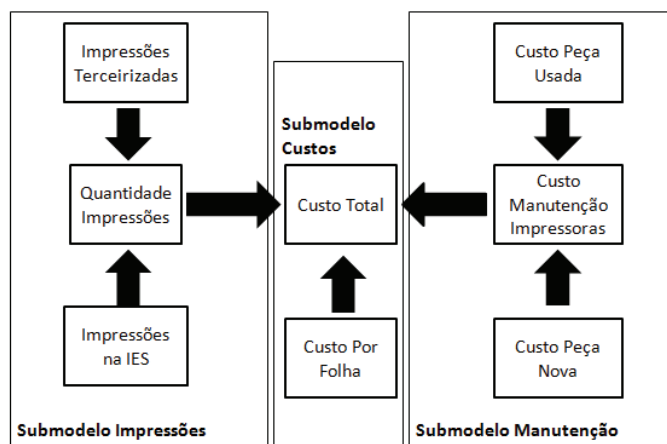 Impressões
Terceirizadas
Quantidade
Impressões
Impressões
na IES
Submodelo Impressões
Submodelo
Custos
Custo Total
Custo Por
Folha
Custo Peça
Usada
Custo
Manutenção
Impressoras
Custo Peça
Nova
Submodelo Manutenção